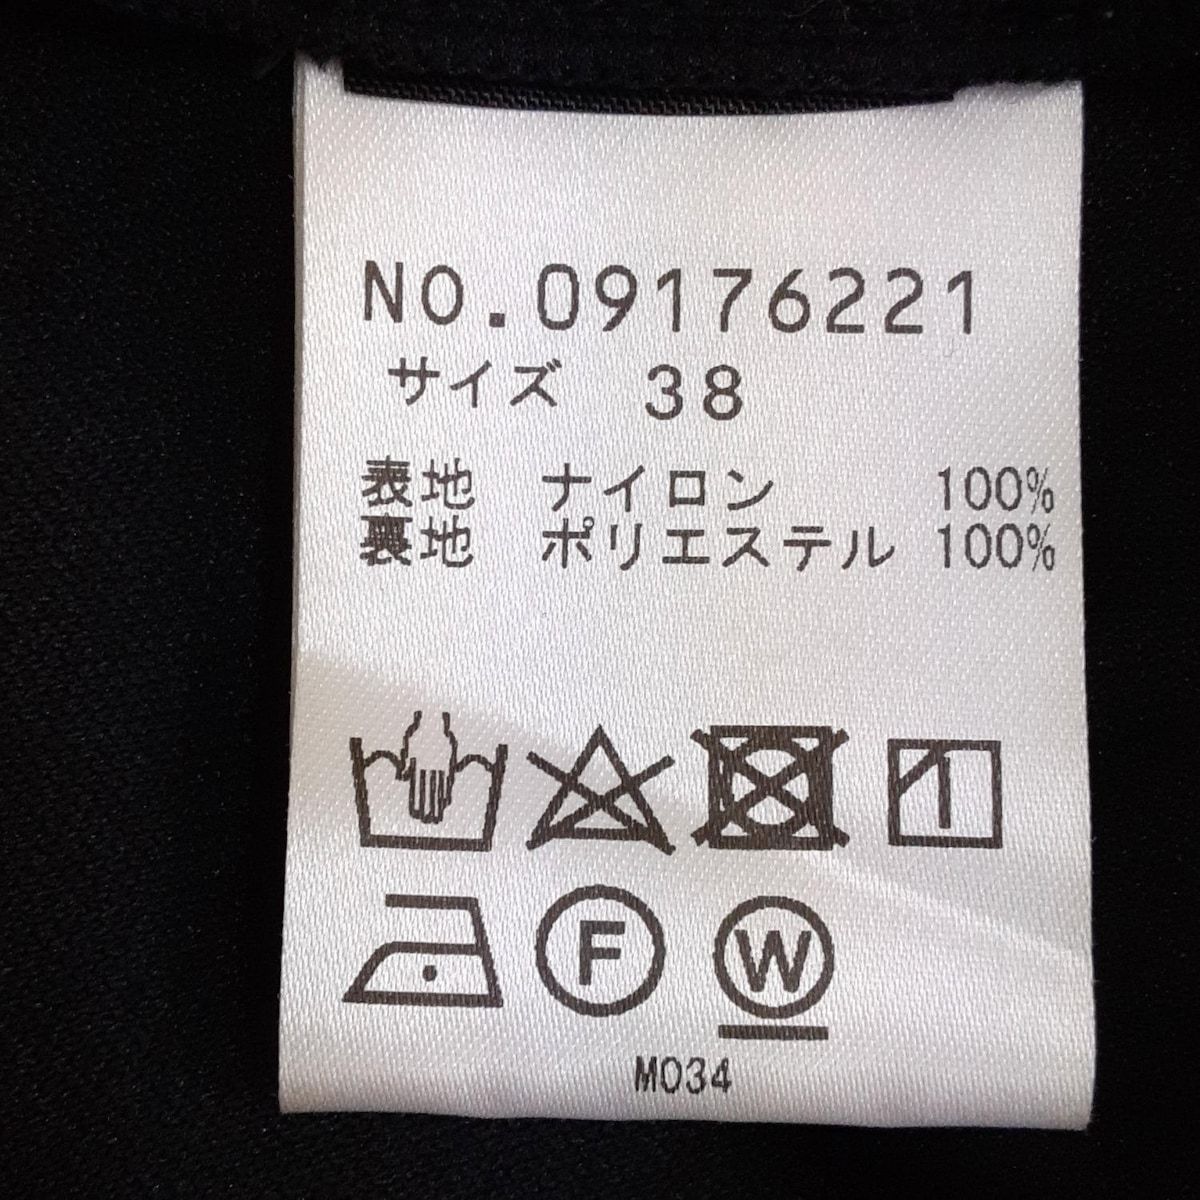 NO.09176221
サイズ 38
表地 ナイロン 100%
裏地 ポリエステル 100%
F W
M034